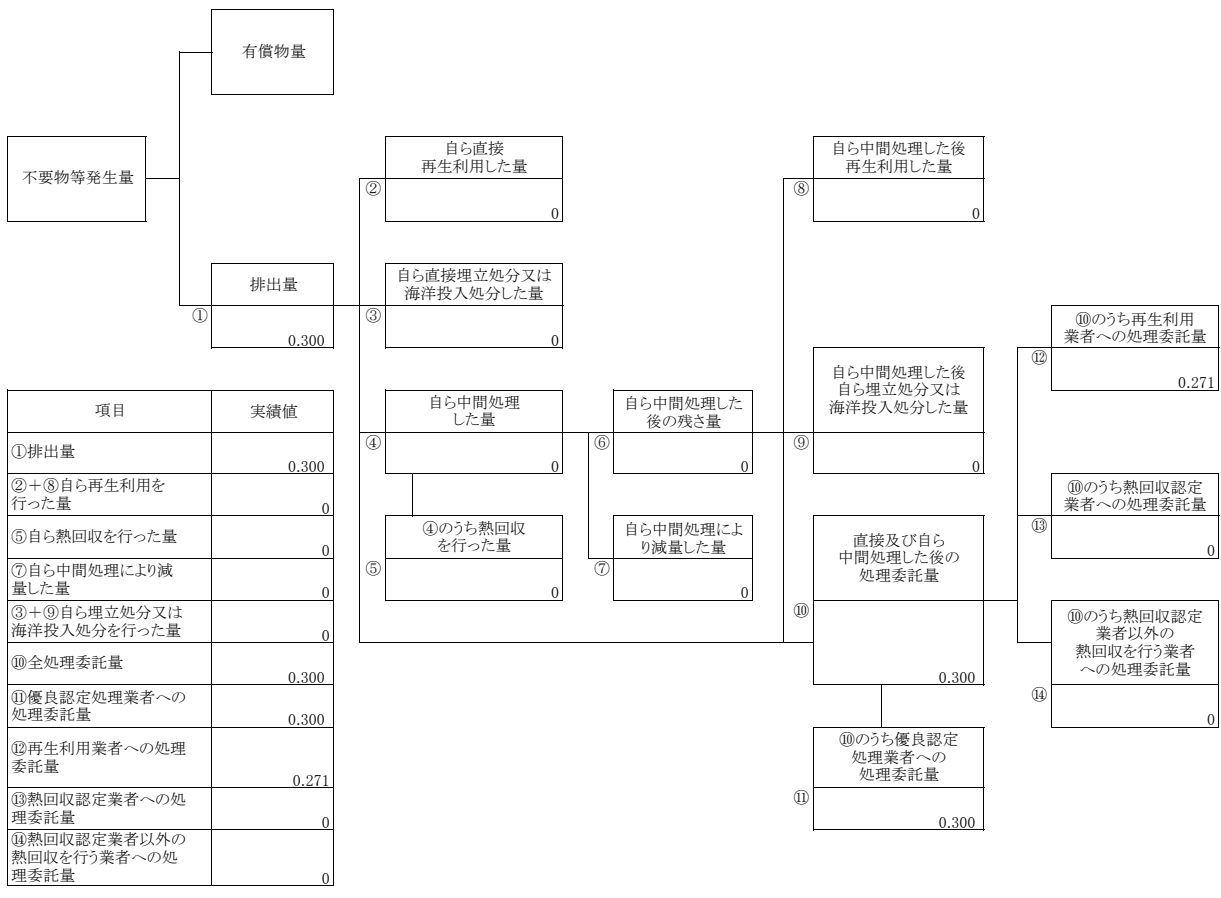 有償物量
不要物等発生量
排出量
①
0.300
自ら直接
再生利用した量
②
0
自ら直接埋立処分又は
海洋投入処分した量
③
0
自ら中間処理
した量
④
0
④のうち熱回収
を行った量
⑤
0
自ら中間処理した
後の残さ量
⑥
0
自ら中間処理によ
り減量した量
⑦
0
自ら中間処理した後
再生利用した量
⑧
0
自ら中間処理した後
自ら埋立処分又は
海洋投入処分した量
⑨
0
直接及び自ら
中間処理した後の
処理委託量
⑩
0.300
⑩のうち優良認定
処理業者への
処理委託量
⑪
0.300
⑩のうち再生利用
業者への処理委託量
⑫
0.271
⑩のうち熱回収認定
業者への処理委託量
⑬
0
⑩のうち熱回収認定
業者以外の
熱回収を行う業者
への処理委託量
⑭
0
項目 実績値
①排出量
0.300
②＋⑧自ら再生利用を
行った量
0
⑤自ら熱回収を行った量
0
⑦自ら中間処理により減
量した量
0
③＋⑨自ら埋立処分又は
海洋投入処分を行った量
0
⑩全処理委託量
0.300
⑪優良認定処理業者への
処理委託量
0.300
⑫再生利用業者への処理
委託量
0.271
⑬熱回収認定業者への処
理委託量
0
⑭熱回収認定業者以外の
熱回収を行う業者への処
理委託量
0